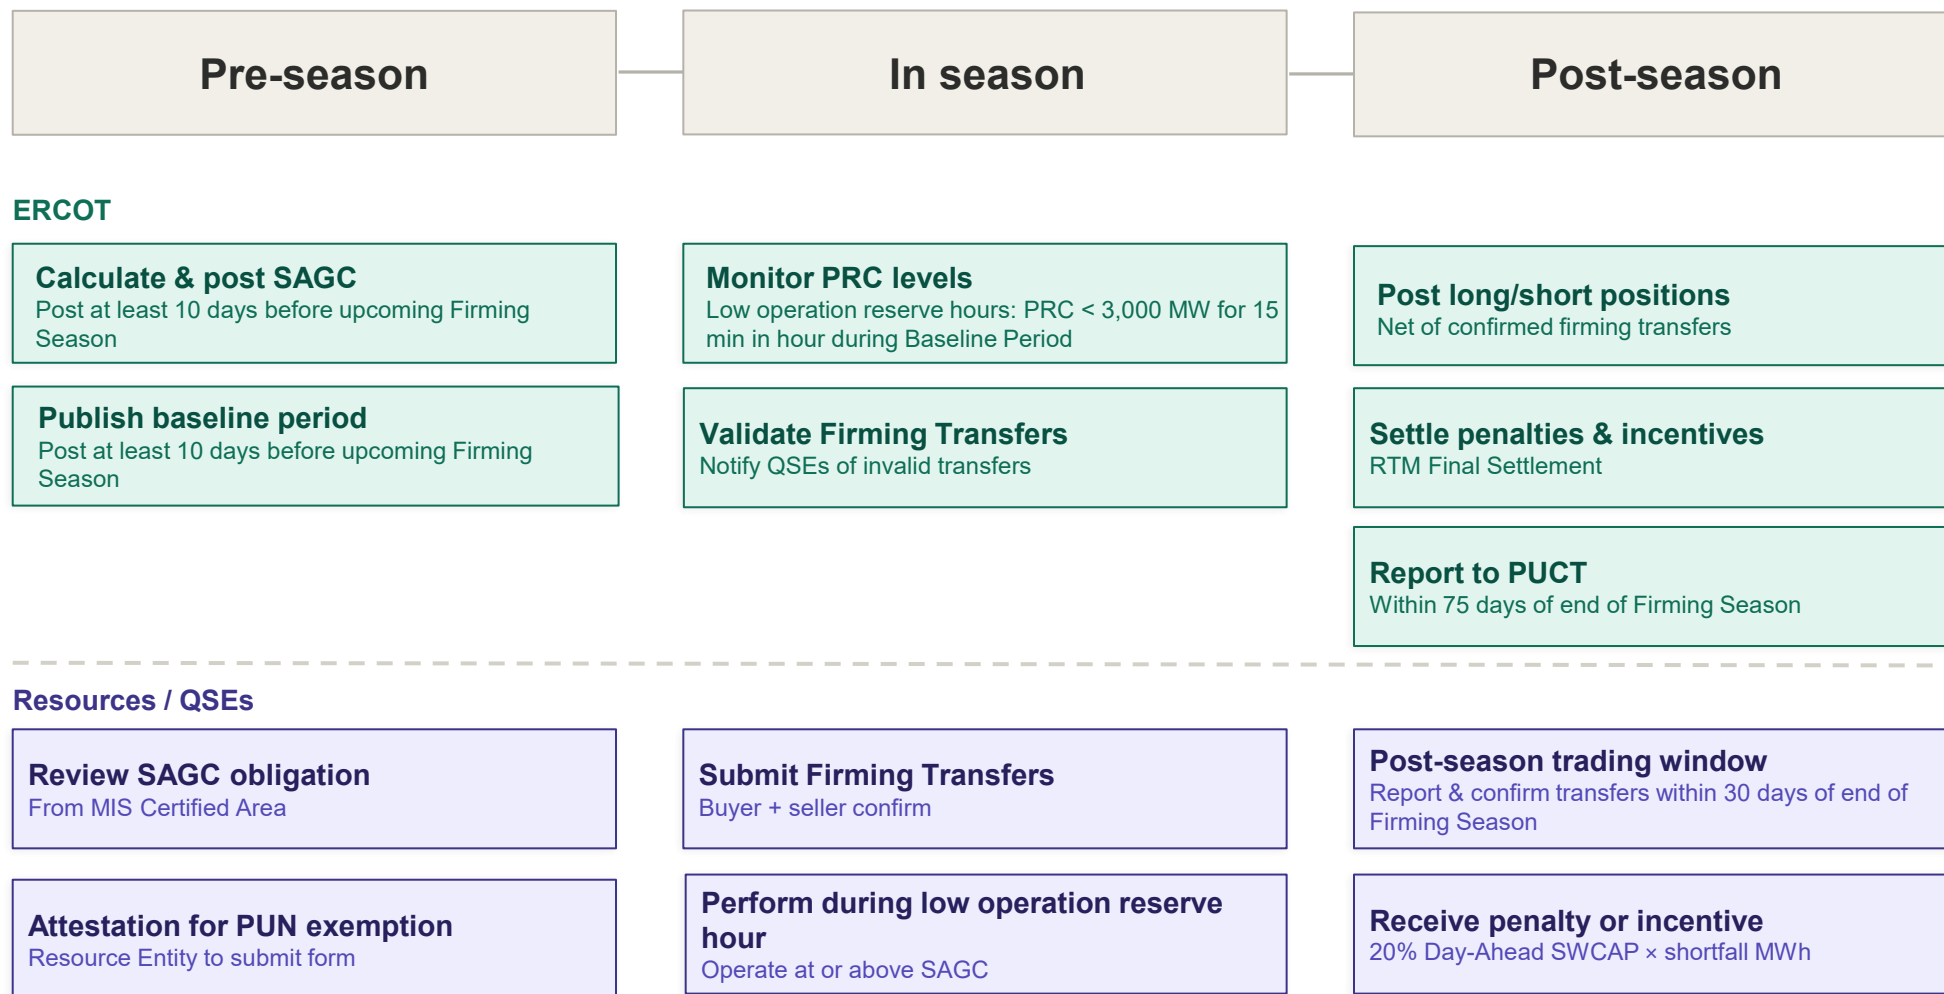 Pre-season
In season
Post-season
ERCOT
Calculate & post SAGC
Post at least 10 days before upcoming Firming
Season
Monitor PRC levels
Low operation reserve hours: PRC < 3,000 MW for 15
min in hour during Baseline Period
Post long/short positions
Net of confirmed firming transfers
Publish baseline period
Post at least 10 days before upcoming Firming
Season
Validate Firming Transfers
Notify QSEs of invalid transfers
Settle penalties & incentives
RTM Final Settlement
Report to PUCT
Within 75 days of end of Firming Season
Resources / QSEs
Review SAGC obligation
From MIS Certified Area
Submit Firming Transfers
Buyer + seller confirm
Post-season trading window
Report & confirm transfers within 30 days of end of
Firming Season
Attestation for PUN exemption
Resource Entity to submit form
Perform during low operation reserve
hour
Operate at or above SAGC
Receive penalty or incentive
20% Day-Ahead SWCAP × shortfall MWh